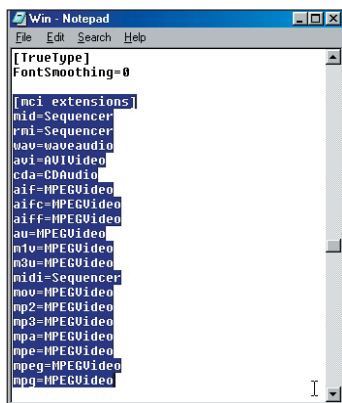 Win - Notepad
File Edit Search Help
[TrueType]
FontSmoothing=0
[mci extensions]
mid=Sequencer
rmi=Sequencer
wav=waveaudio
avi=AVIVideo
cda=CDAudio
aif=MPEGVideo
aifc=MPEGVideo
aiff=MPEGVideo
au=MPEGVideo
m1v=MPEGVideo
m3u=MPEGVideo
midi=Sequencer
mov=MPEGVideo
mp2=MPEGVideo
mp3=MPEGVideo
mpa=MPEGVideo
mpe=MPEGVideo
mpeg=MPEGVideo
mpg=MPEGVideo